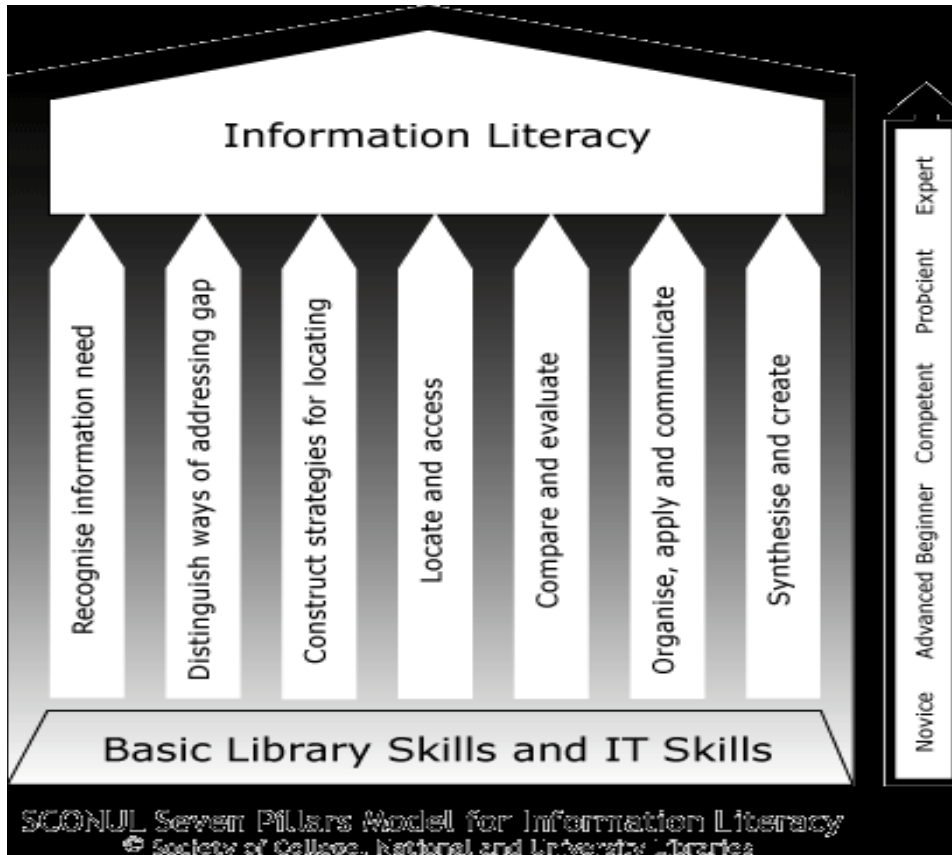 Information Literacy
Recognise information need
Distinguish ways of addressing gap
Construct strategies for locating
Locate and access
Compare and evaluate
Organise, apply and communicate
Synthesise and create
Basic Library Skills and IT Skills
Novice Advanced Beginner Competent Proþcient Expert
SCONUL Seven Pillars Model for Information Literacy
© Society of College, National and University Libraries